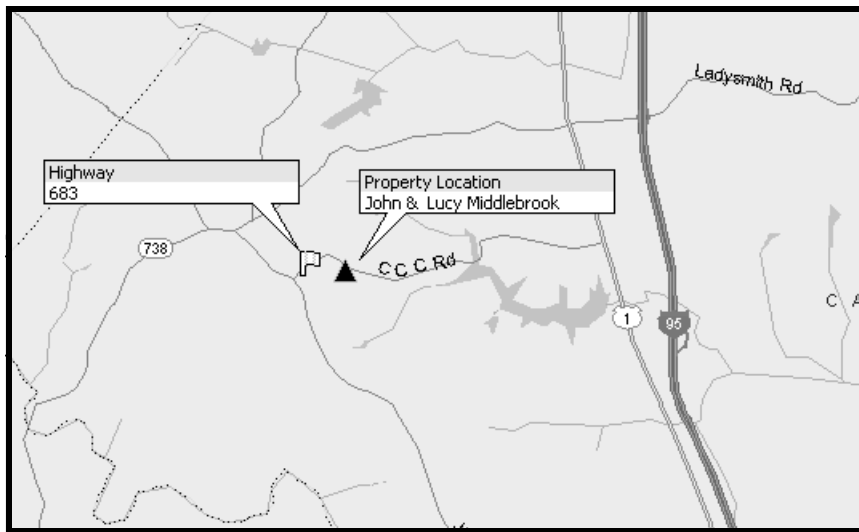 Ladysmith Rd
Highway
683
Property Location
John & Lucy Middlebrook
738
C C C Rd
1
95
C A